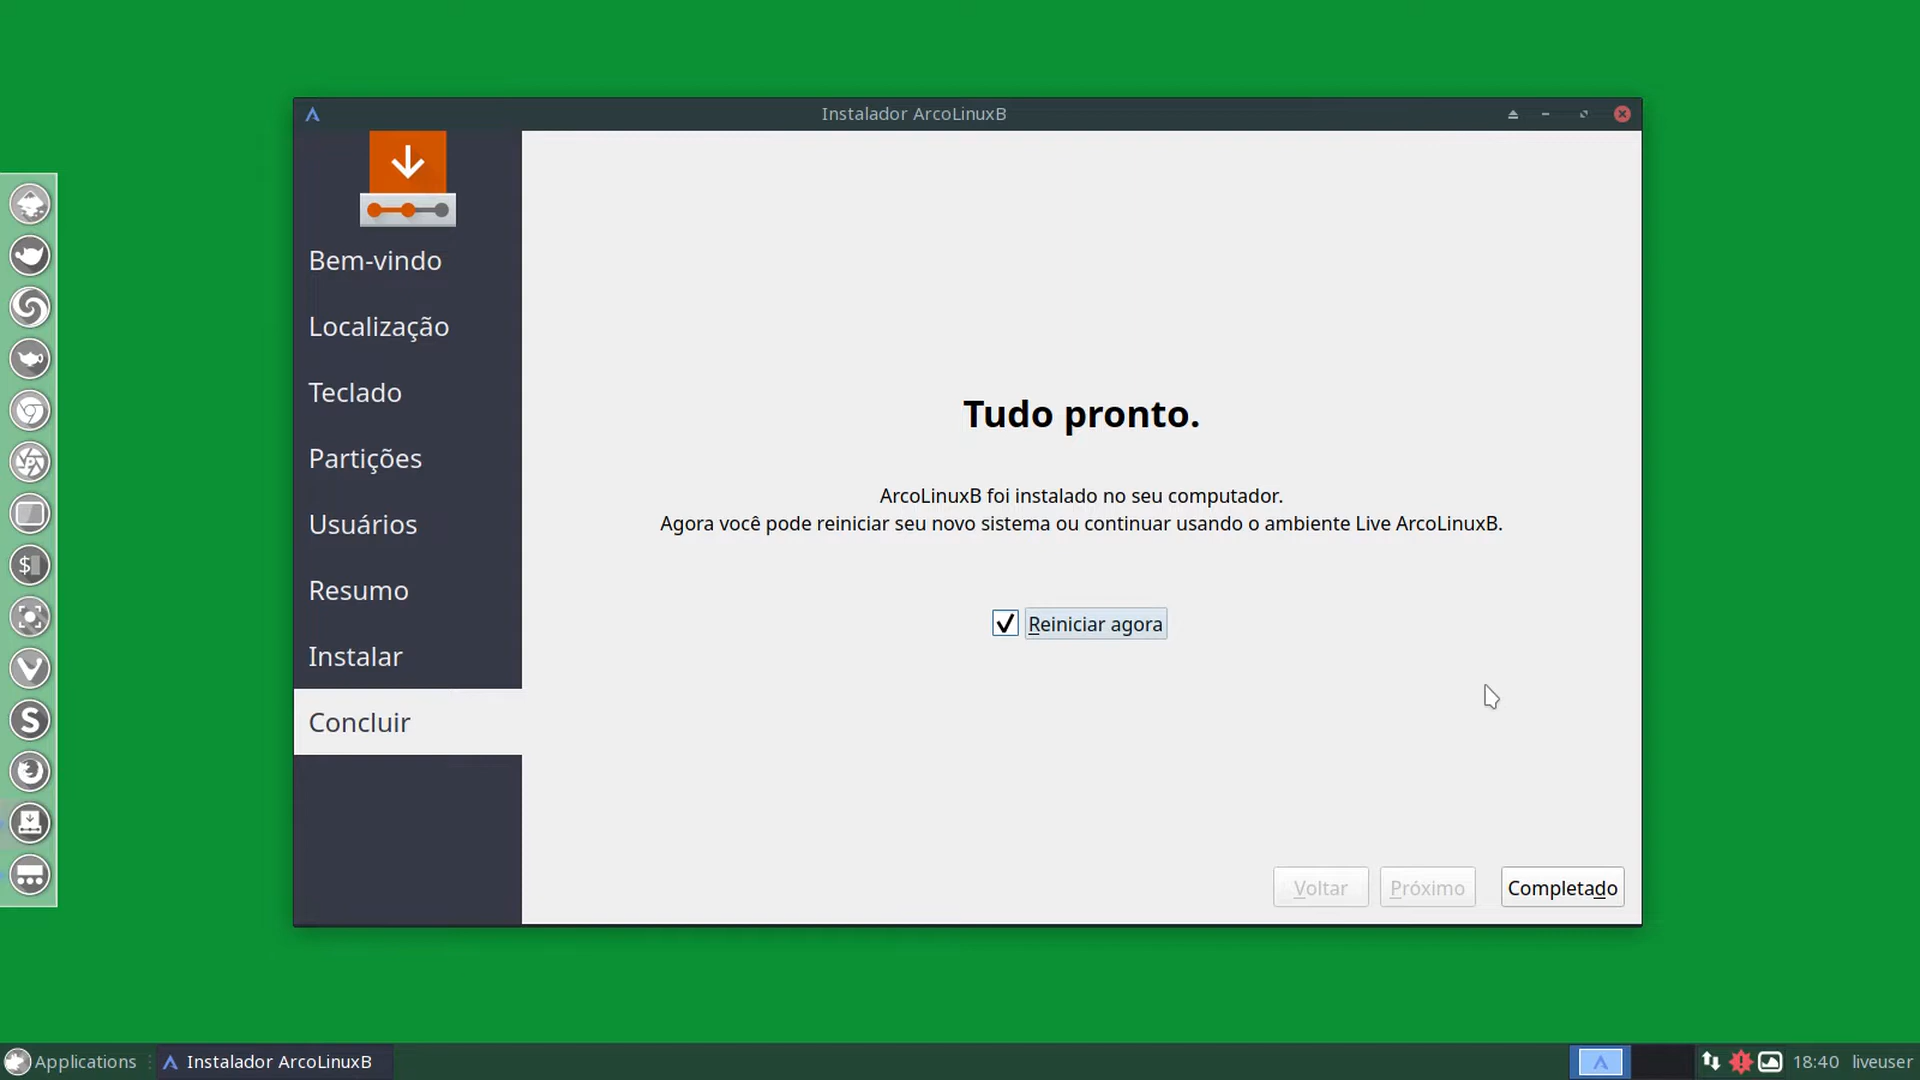 Instalador ArcoLinuxB
Bem-vindo
Localização
Teclado
Partições
Usuários
Resumo
Instalar
Concluir
Tudo pronto.
ArcoLinuxB foi instalado no seu computador.
Agora você pode reiniciar seu novo sistema ou continuar usando o ambiente Live ArcoLinuxB.
Reiniciar agora
Voltar
Próximo
Completado
Applications
Instalador ArcoLinuxB
18:40
liveuser